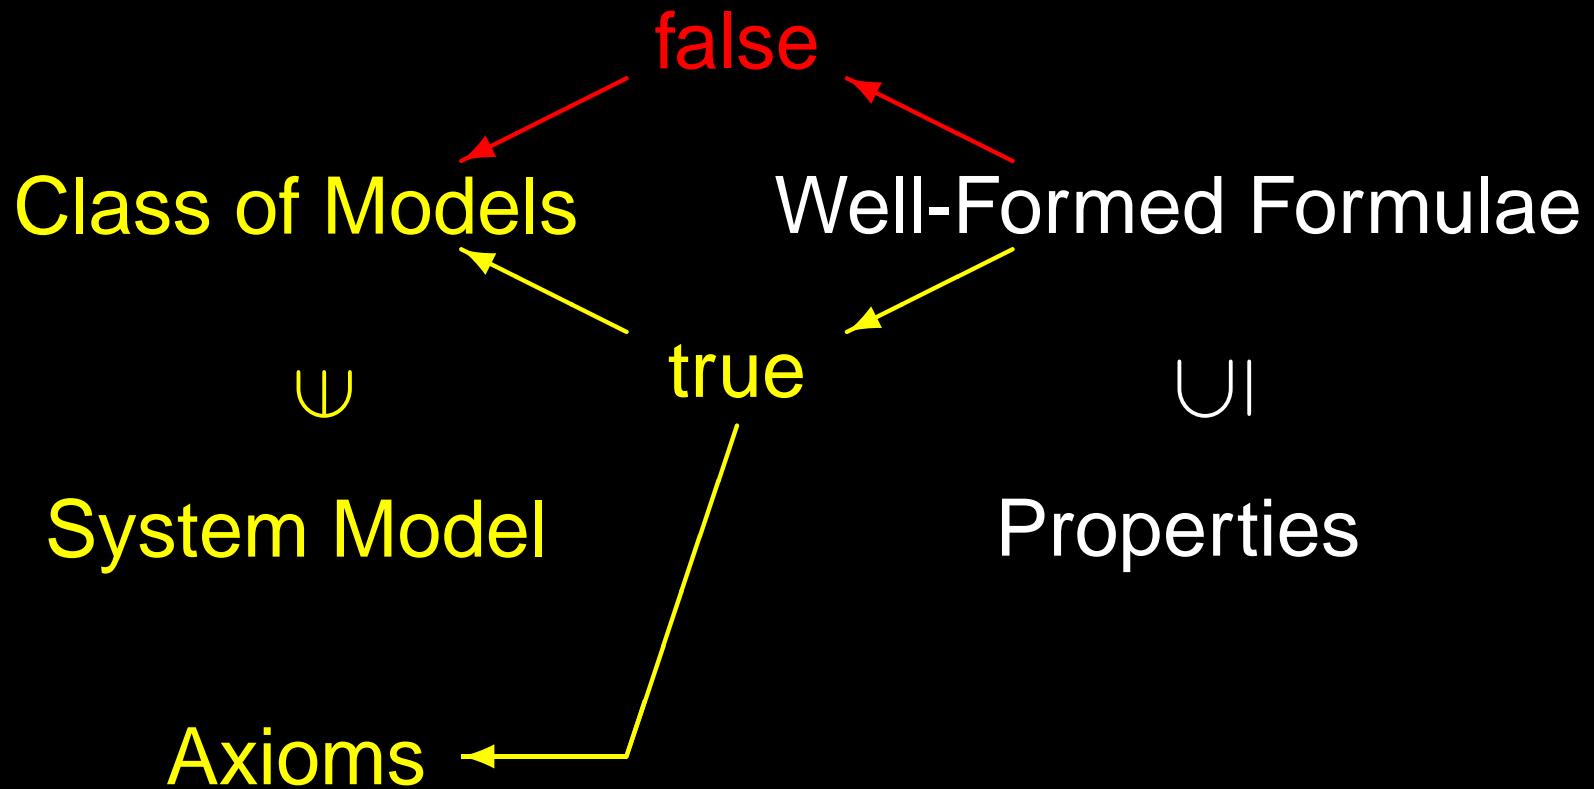 false
Class of Models Well-Formed Formulae
true
System Model Properties
Axioms